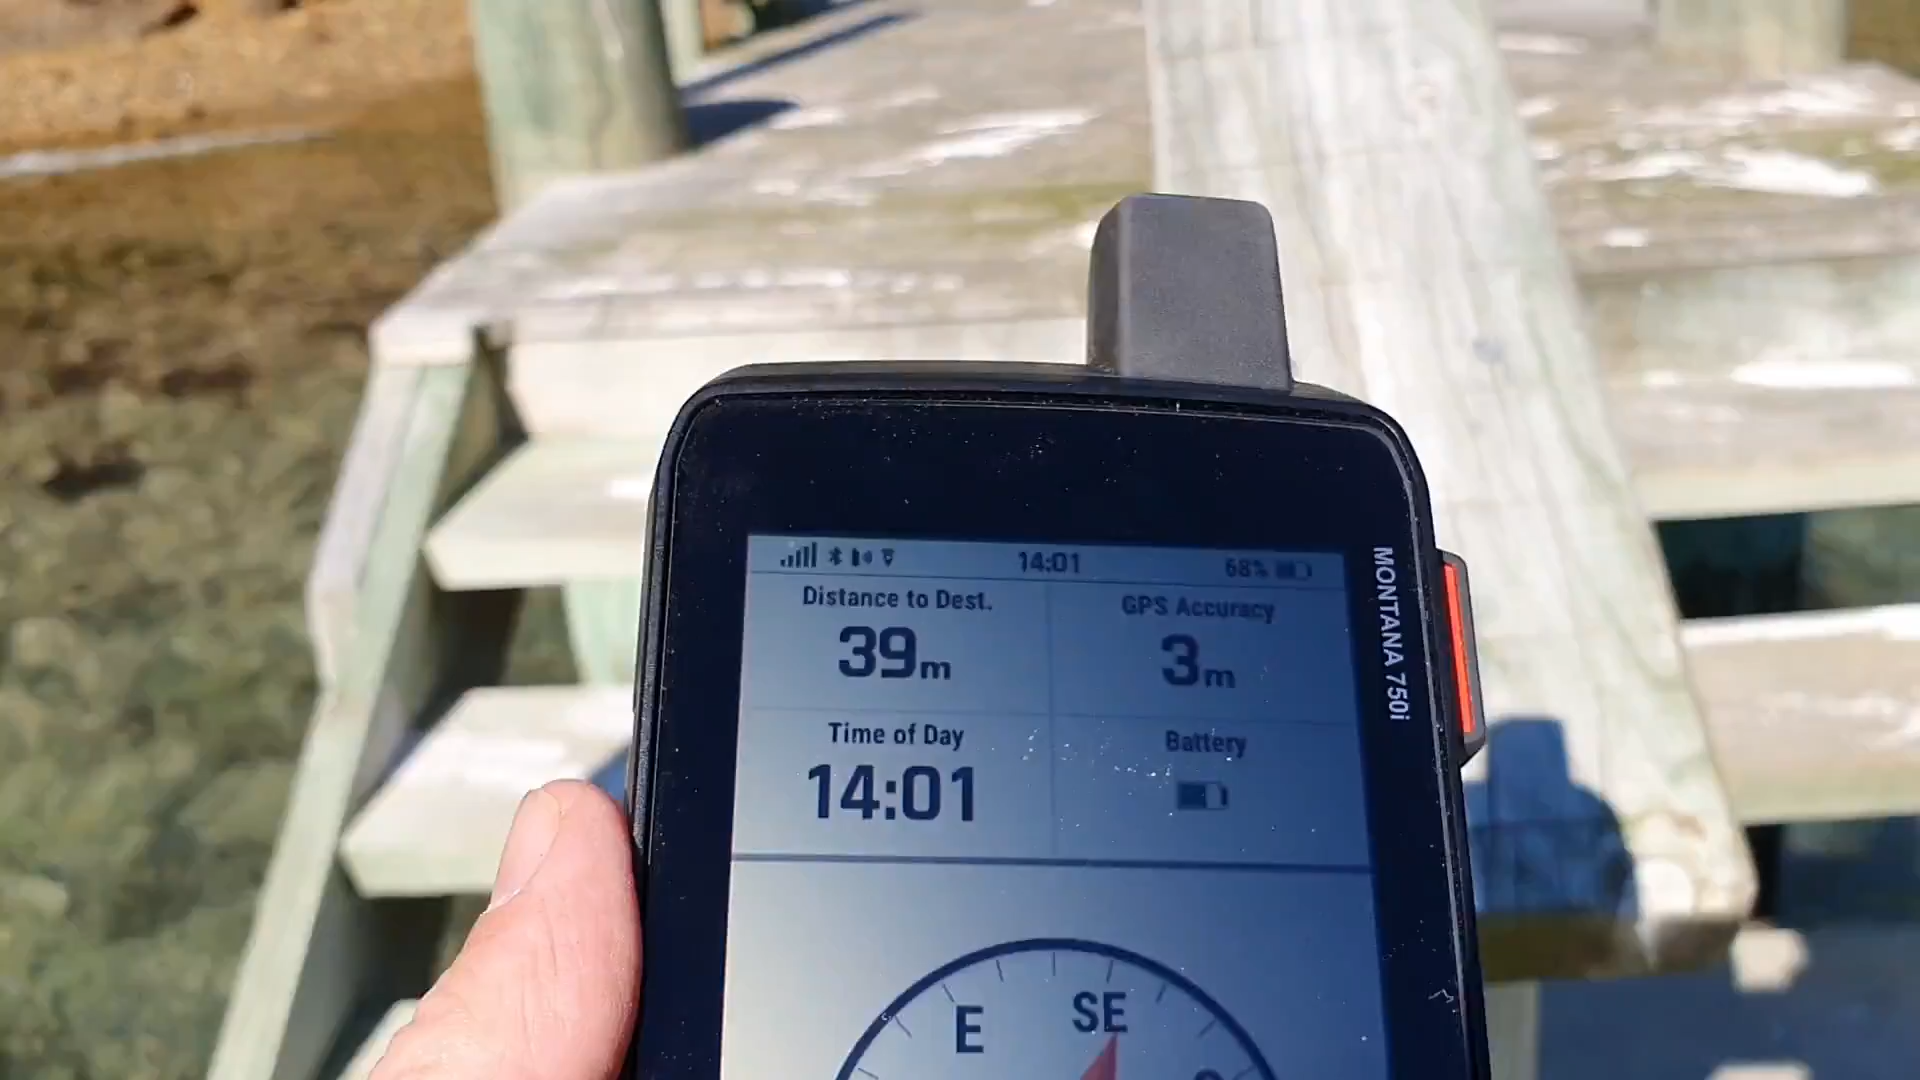 14:01
68%
Distance to Dest.
39m
GPS Accuracy
3m
Time of Day
14:01
Battery
E
SE
MONTANA 750i